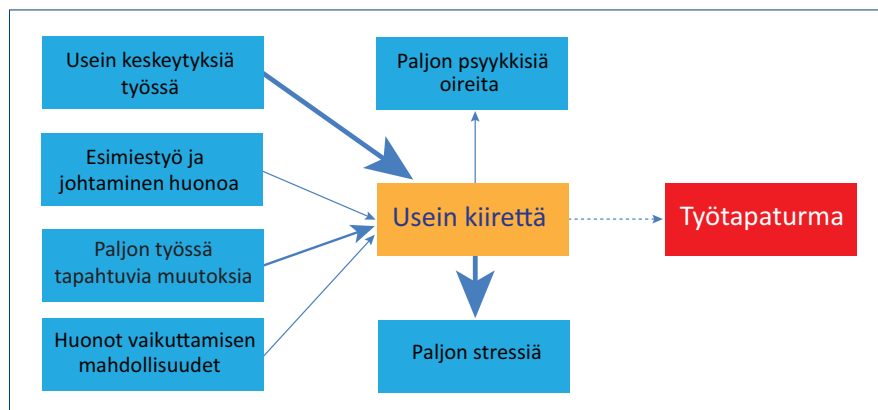 Usein keskeytyksiä
työssä
Esimiestyö ja
johtaminen huonoa
Paljon työssä
tapahtuvia muutoksia
Huonot vaikuttamisen
mahdollisuudet
Paljon psyykkisiä
oireita
Usein kiirettä
Paljon stressiä
Työtapaturma